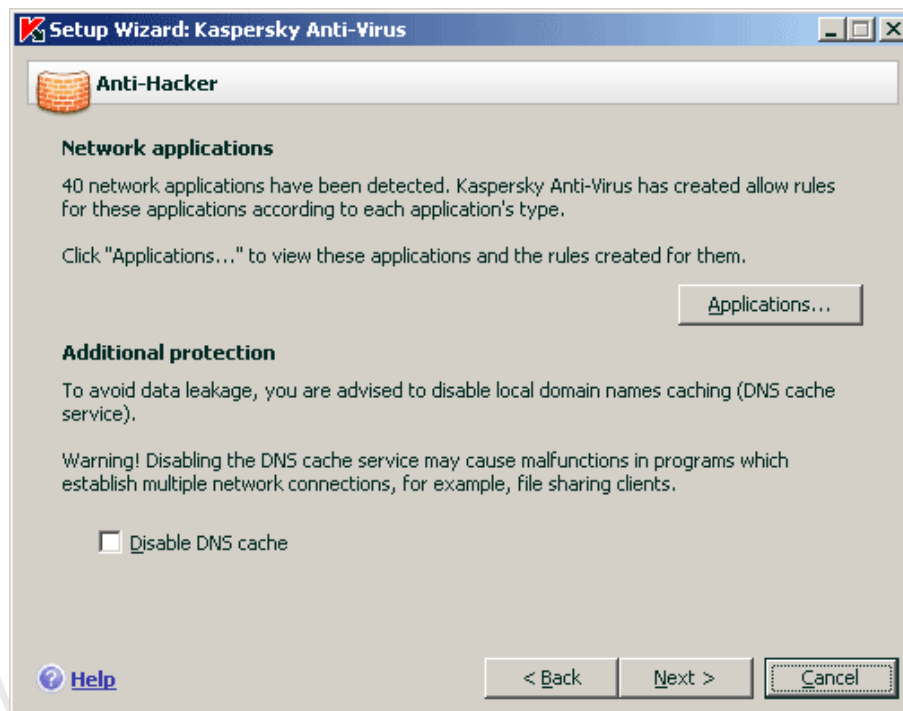 Setup Wizard: Kaspersky Anti-Virus
Anti-Hacker
Network applications
40 network applications have been detected. Kaspersky Anti-Virus has created allow rules
for these applications according to each application's type.
Click "Applications..." to view these applications and the rules created for them.
Applications...
Additional protection
To avoid data leakage, you are advised to disable local domain names caching (DNS cache
service).
Warning! Disabling the DNS cache service may cause malfunctions in programs which
establish multiple network connections, for example, file sharing clients.
Disable DNS cache
Help
< Back
Next >
Cancel